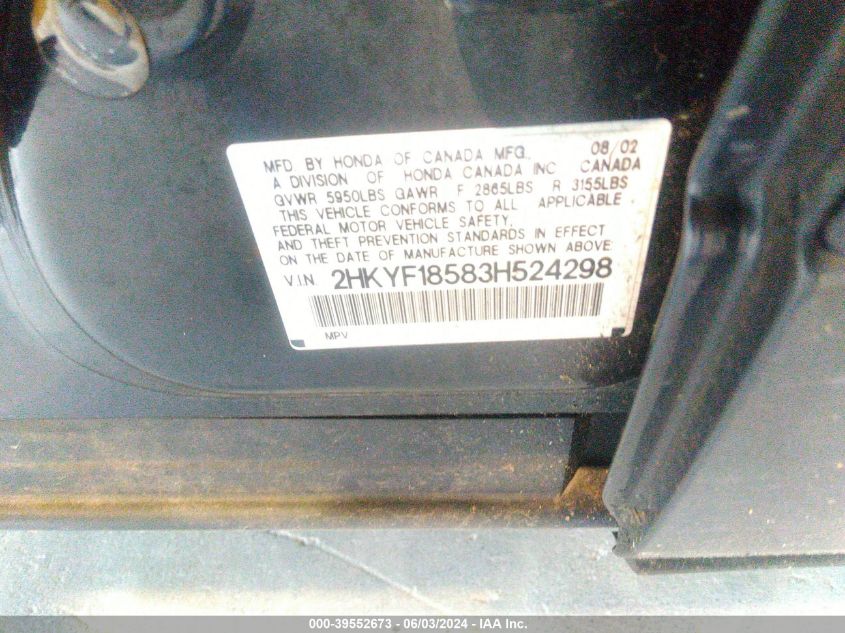 MFD. BY HONDA OF CANADA MFG., 08/02
A DIVISION OF HONDA CANADA INC. CANADA
GVWR 5950LBS GAWR F 2865LBS R 3155LBS
THIS VEHICLE CONFORMS TO ALL APPLICABLE
FEDERAL MOTOR VEHICLE SAFETY,
AND THEFT PREVENTION STANDARDS IN EFFECT
ON THE DATE OF MANUFACTURE SHOWN ABOVE
V.I.N. 2HKYF18583H524298
MPV
000-39552673 - 06/03/2024 - IAA Inc.